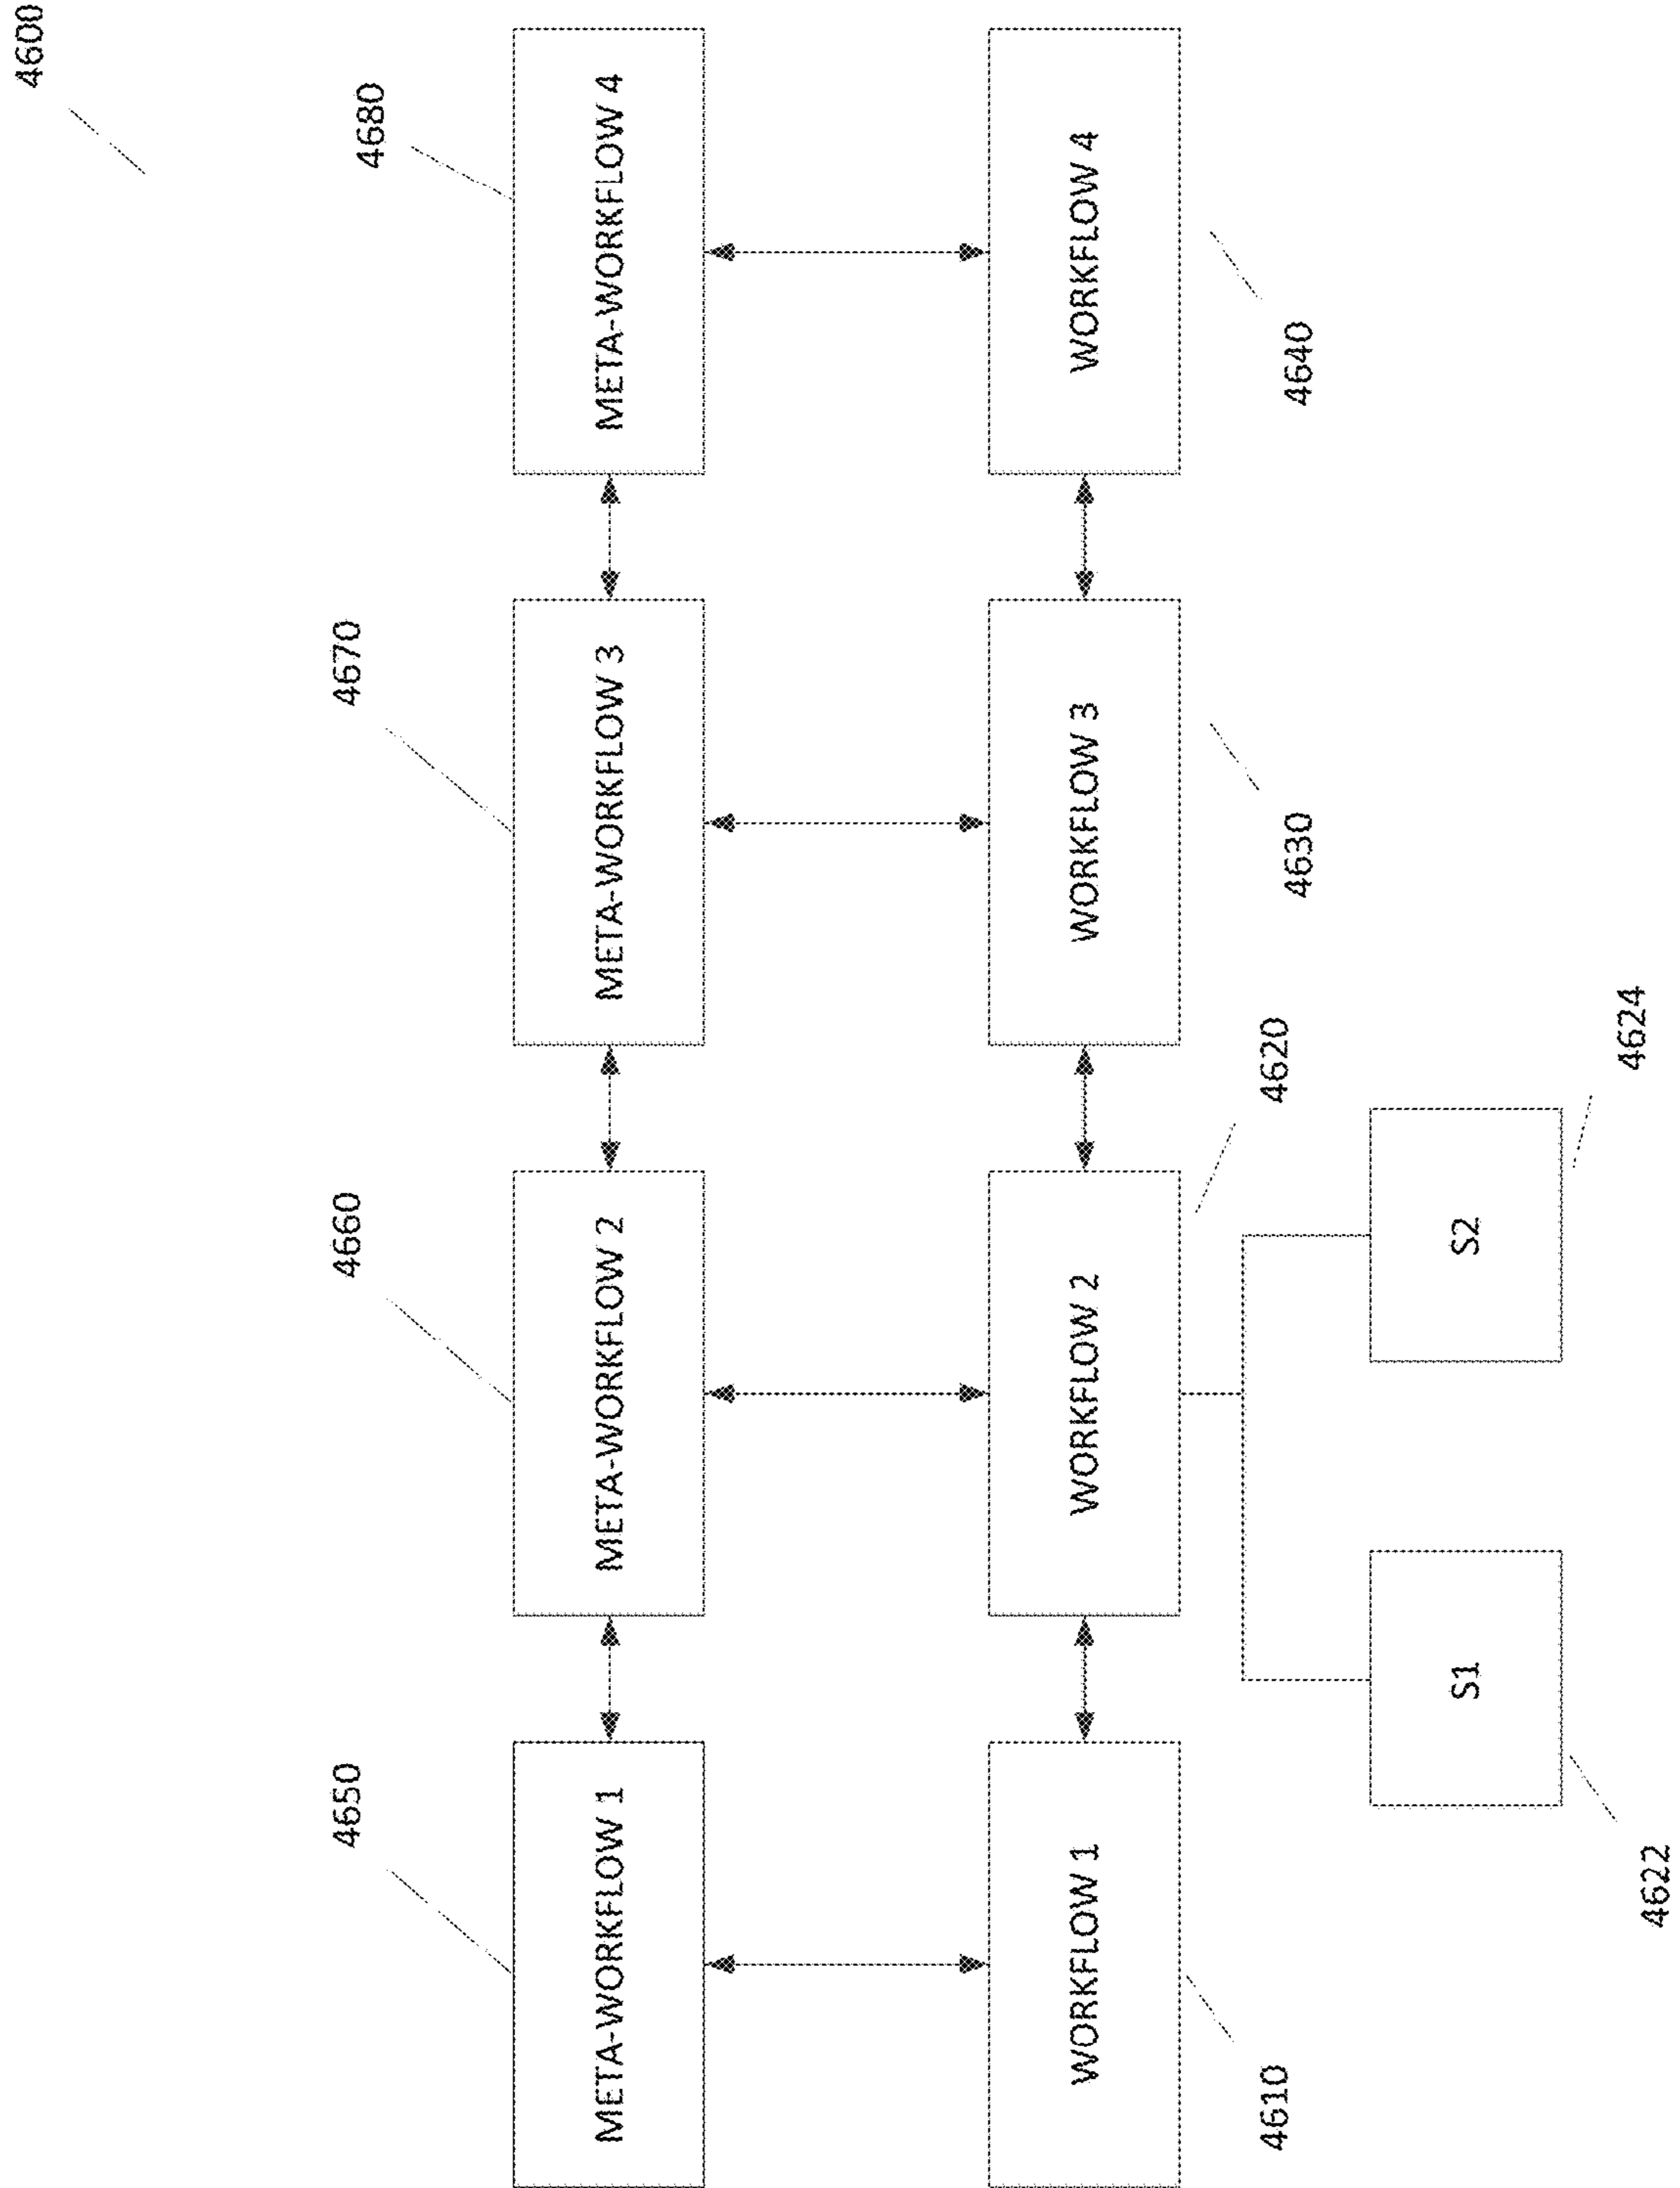 4600
4650
4660
4670
4680
META-WORKFLOW 1
META-WORKFLOW 2
META-WORKFLOW 3
META-WORKFLOW 4
WORKFLOW 1
WORKFLOW 2
WORKFLOW 3
WORKFLOW 4
4610
4620
4630
4640
S1
S2
4622
4624